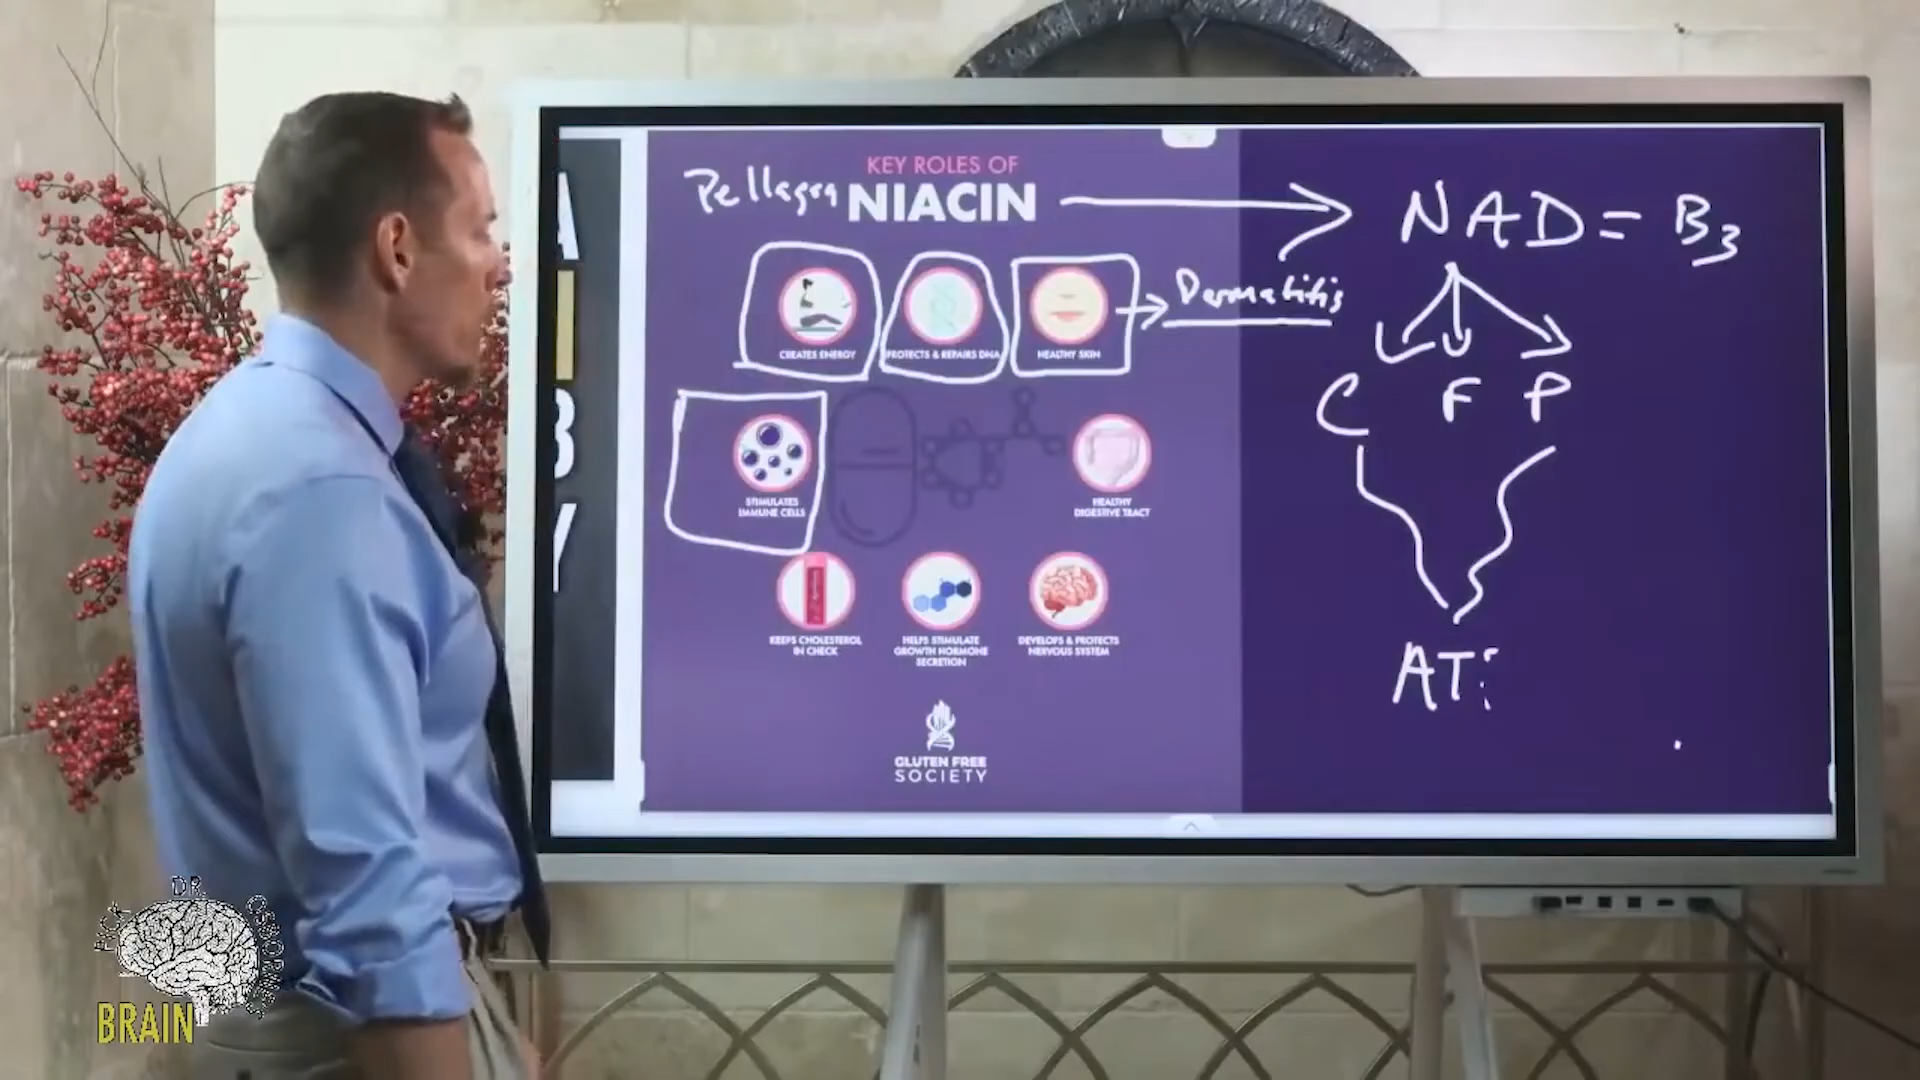 KEY ROLES OF
Pellagra NIACIN
NAD = B3
CREATES ENERGY
PROTECTS & REPAIRS DNA
HEALTHY SKIN
Dermatitis
C F P
STIMULATES
IMMUNE CELLS
HEALTHY
DIGESTIVE TRACT
KEEPS CHOLESTEROL
IN CHECK
HELPS STIMULATE
GROWTH HORMONE
SECRETION
DEVELOPS & PROTECTS
NERVOUS SYSTEM
AT
GLUTEN FREE
SOCIETY
PICK
DR.
BRAIN